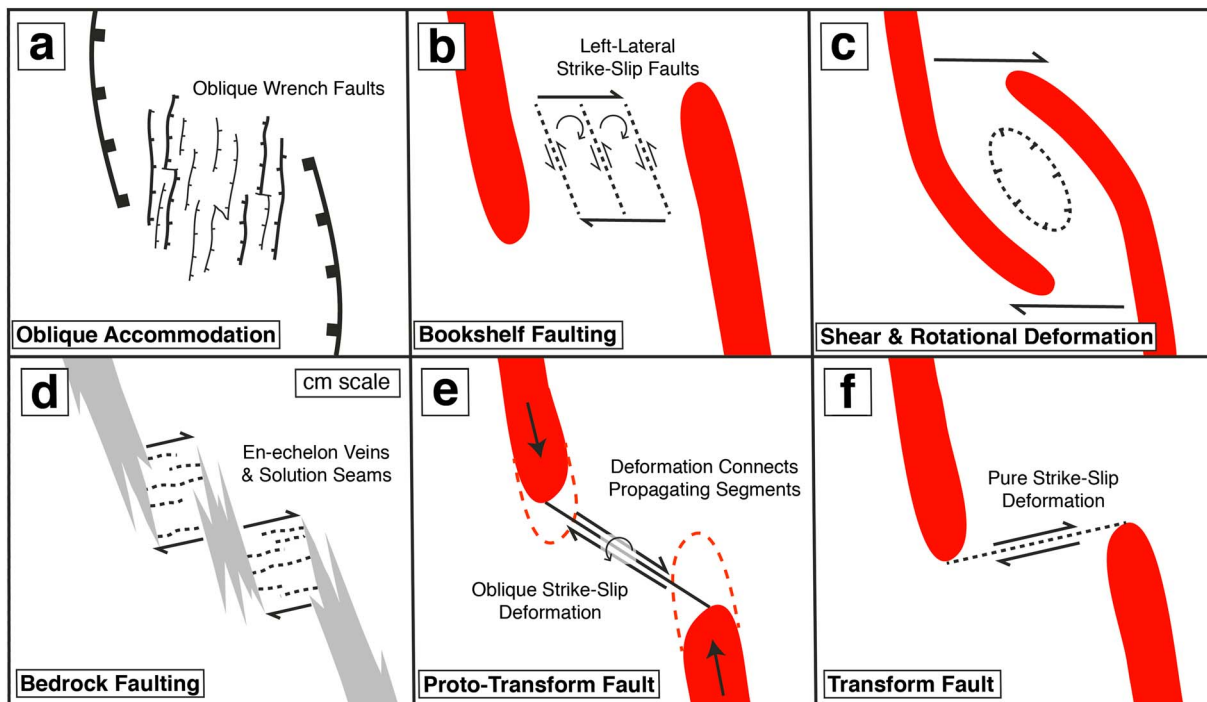 a
Oblique Wrench Faults
Oblique Accommodation
b
Left-Lateral
Strike-Slip Faults
Bookshelf Faulting
c
Shear & Rotational Deformation
d
cm scale
En-echelon Veins
& Solution Seams
Bedrock Faulting
e
Deformation Connects
Propagating Segments
Oblique Strike-Slip
Deformation
Proto-Transform Fault
f
Pure Strike-Slip
Deformation
Transform Fault